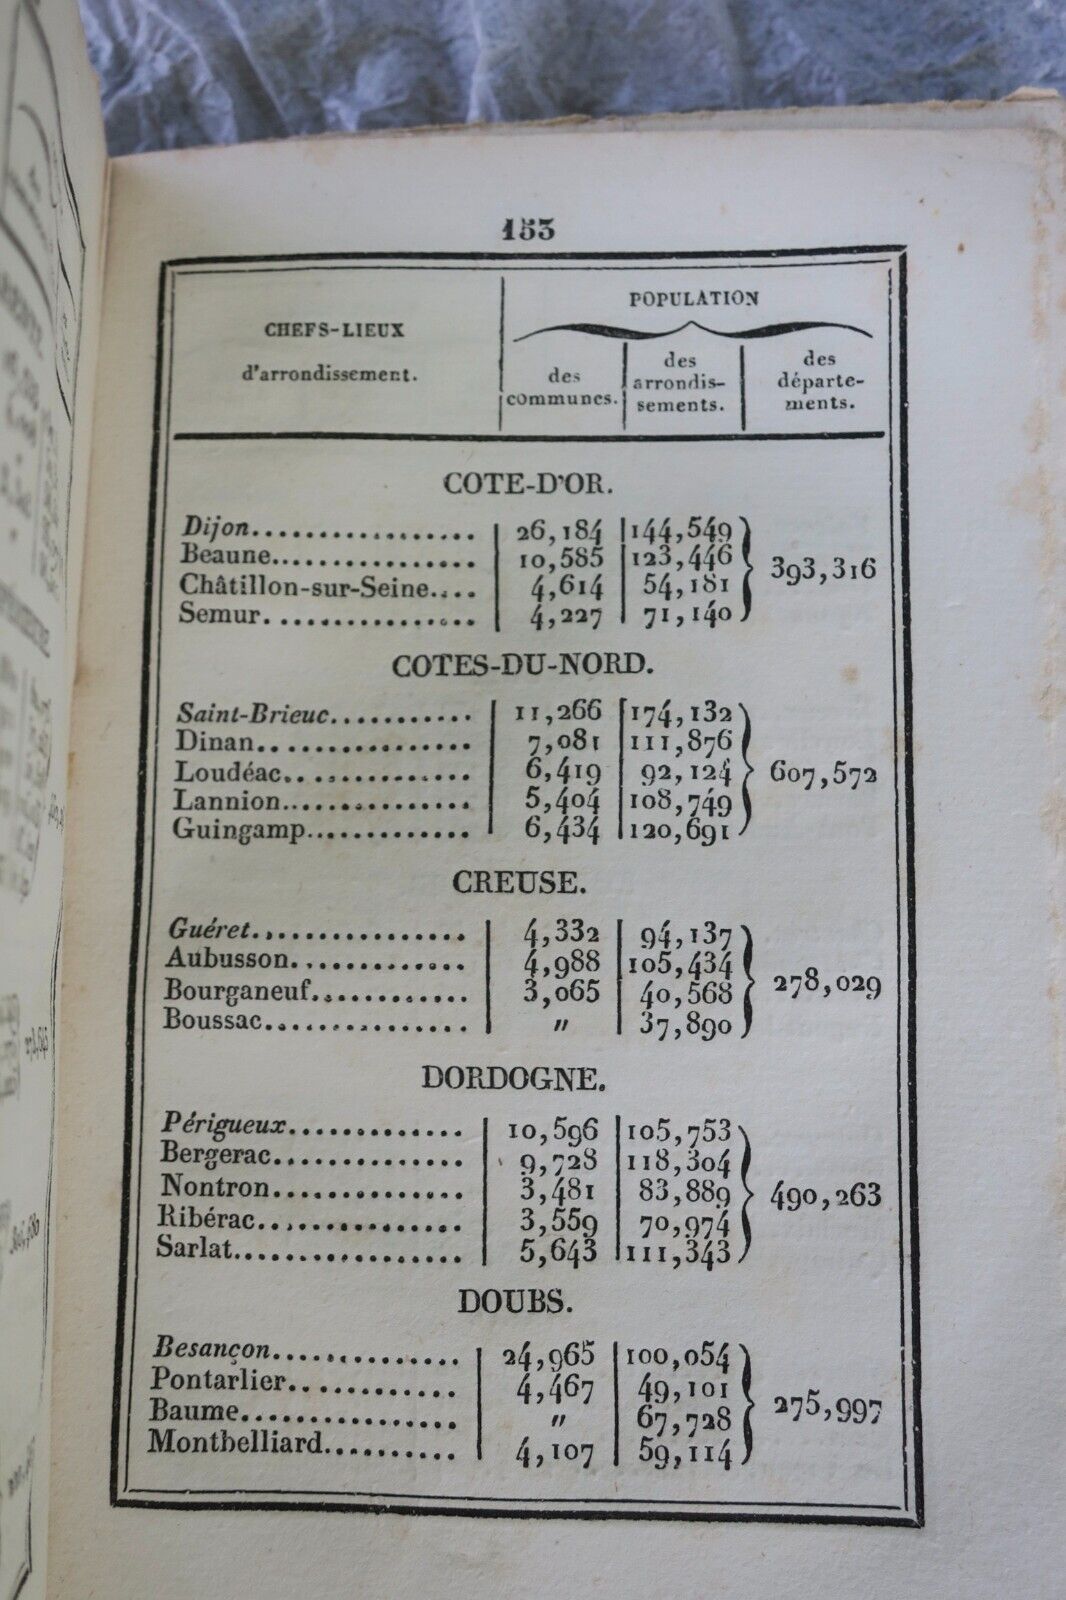 153
CHEFS-LIEUX
d'arrondissement.
POPULATION
des communes.
des arrondis-sements.
des départe-ments.
COTE-D'OR.
Dijon................. 26,184 144,549
Beaune................ 10,585 123,446
Châtillon-sur-Seine.... 4,614 54,181
Semur................ 4,227 71,140
393,316
COTES-DU-NORD.
Saint-Brieuc........... 11,266 174,132
Dinan................ 7,081 111,876
Loudéac.............. 6,419 92,124
Lannion.............. 5,404 108,749
Guingamp............. 6,434 120,691
607,572
CREUSE.
Guéret................ 4,332 94,137
Aubusson............. 4,988 105,434
Bourganeuf............ 3,065 40,568
Boussac............... " 37,890
278,029
DORDOGNE.
Périgueux............. 10,596 105,753
Bergerac.............. 9,728 118,304
Nontron.............. 3,481 83,889
Ribérac............... 3,559 70,974
Sarlat................. 5,643 111,343
490,263
DOUBS.
Besançon.............. 24,965 100,054
Pontarlier............ 4,467 49,101
Baume................ " 67,728
Montbelliard.......... 4,107 59,114
275,997